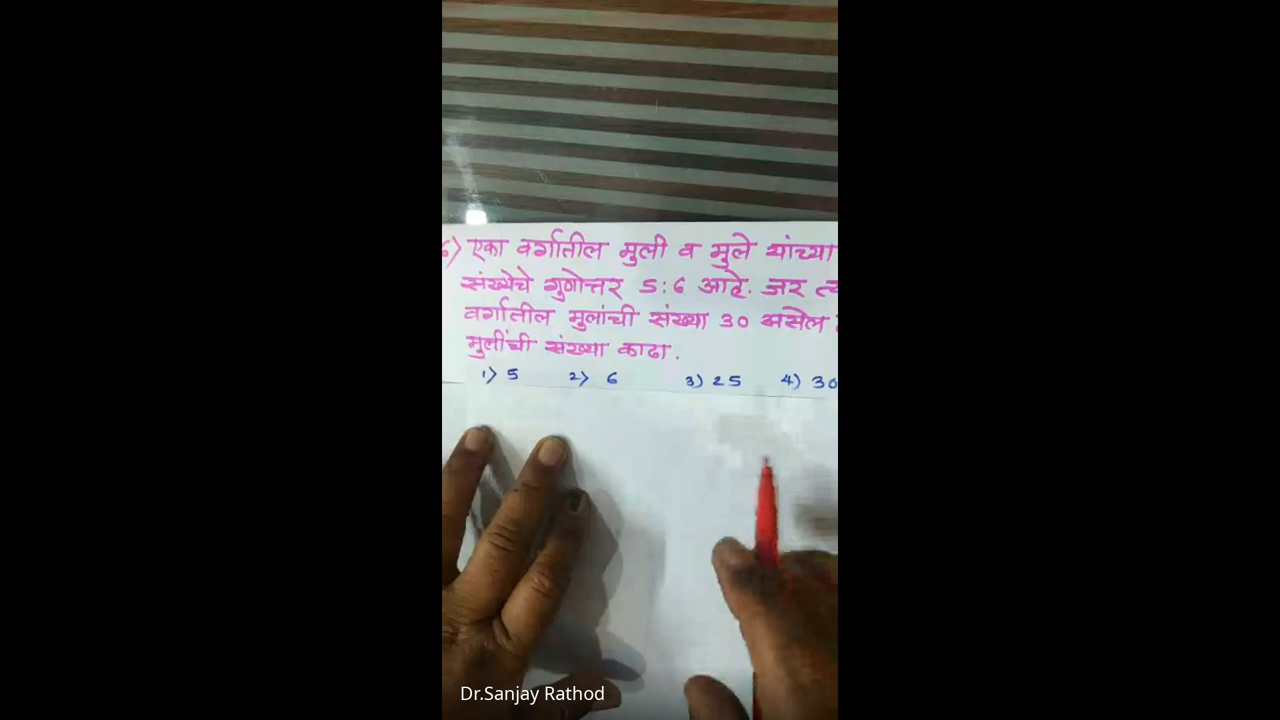 6) एका वर्गातील मुली व मुले यांच्या
संख्येचे गुणोत्तर 5:6 आहे. जर
वर्गातील मुलांची संख्या 30 असेल
मुलींची संख्या काढा.
1) 5 2) 6 3) 25 4) 30
Dr.Sanjay Rathod